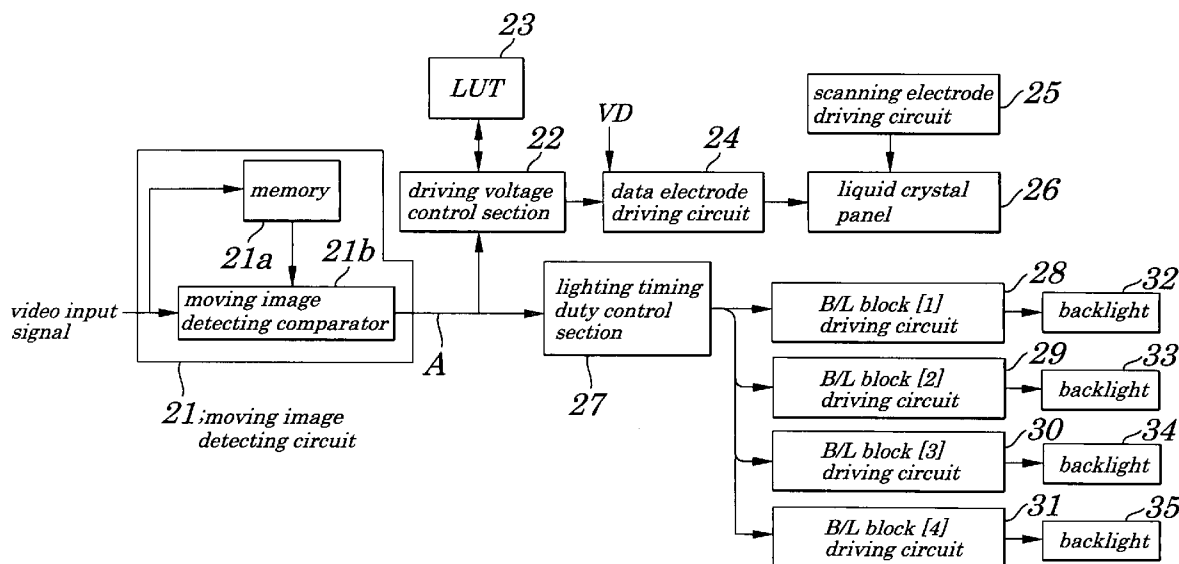 23
LUT
VD
scanning electrode
driving circuit
25
22
24
memory
driving voltage
control section
data electrode
driving circuit
liquid crystal
panel
26
21a
21b
video input
signal
moving image
detecting comparator
A
lighting timing
duty control
section
27
B/L block [1]
driving circuit
28
backlight
32
21;moving image
detecting circuit
B/L block [2]
driving circuit
29
backlight
33
B/L block [3]
driving circuit
30
backlight
34
B/L block [4]
driving circuit
31
backlight
35